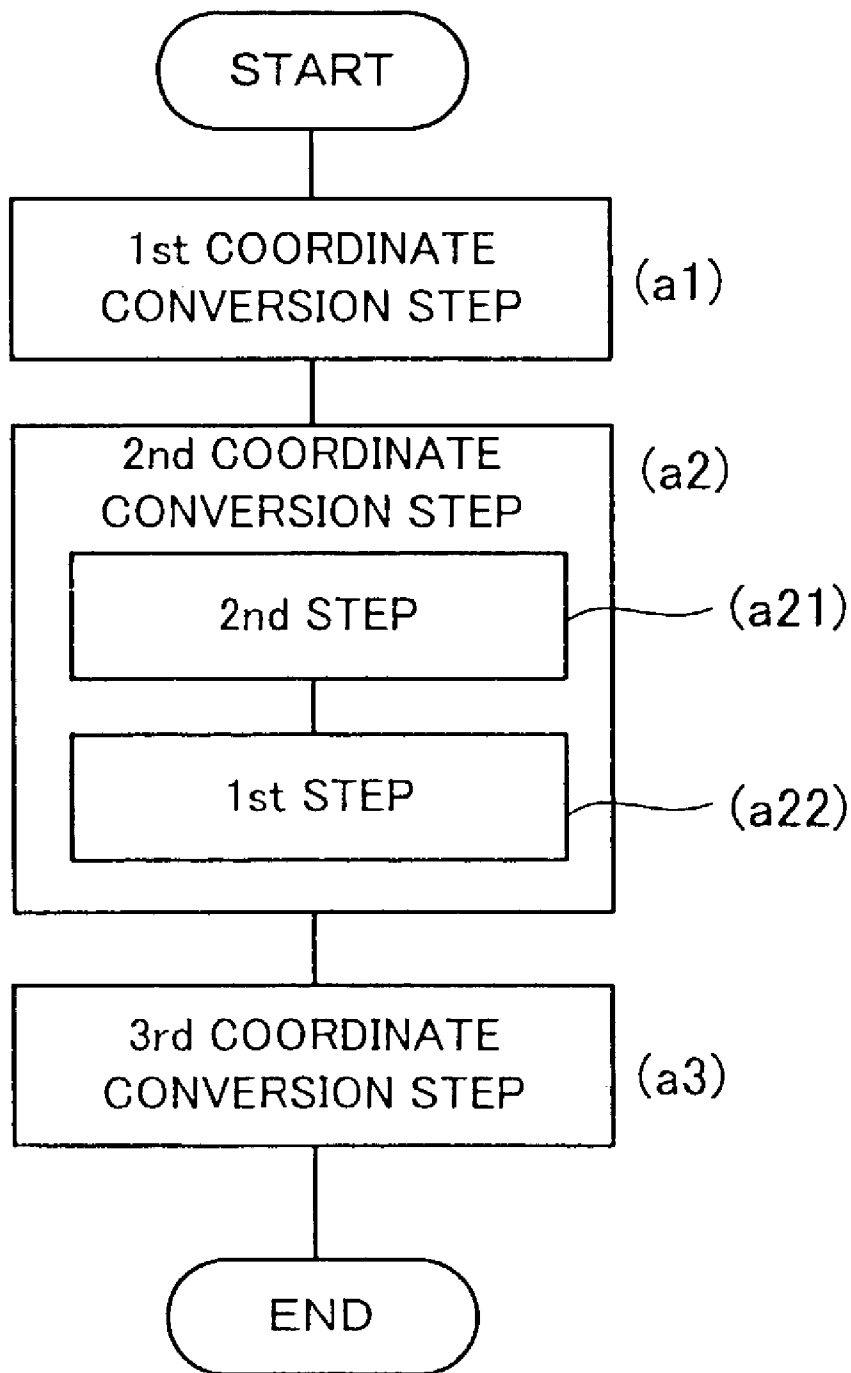 START
1st COORDINATE
CONVERSION STEP
(a1)
2nd COORDINATE
CONVERSION STEP
(a2)
2nd STEP
(a21)
1st STEP
(a22)
3rd COORDINATE
CONVERSION STEP
(a3)
END